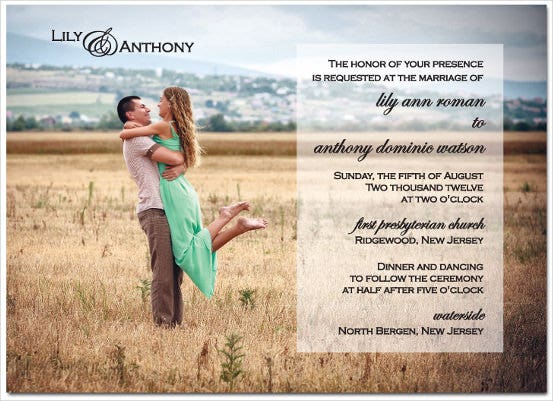 Lily & Anthony
The honor of your presence
is requested at the marriage of
lily ann roman
to
anthony dominic watson
Sunday, the fifth of August
Two thousand twelve
at two o'clock
first presbyterian church
Ridgewood, New Jersey
Dinner and dancing
to follow the ceremony
at half after five o'clock
waterside
North Bergen, New Jersey